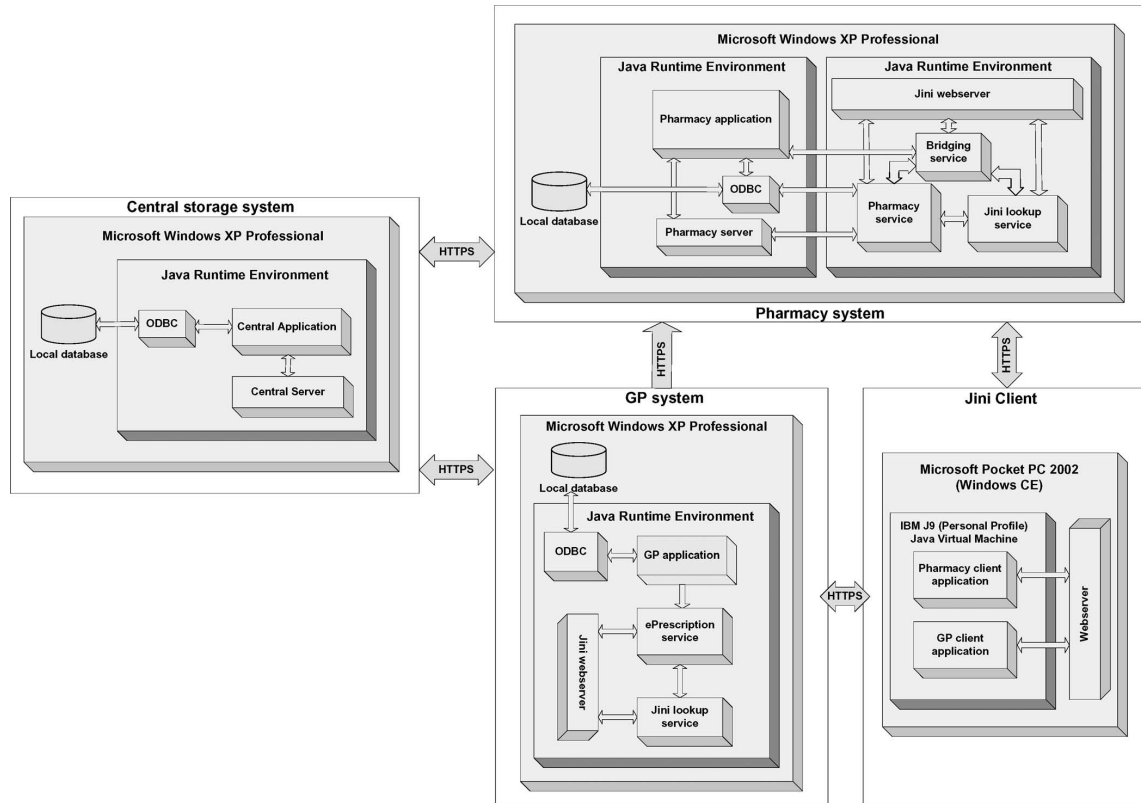 Microsoft Windows XP Professional
Java Runtime Environment
Java Runtime Environment
Jini webserver
Pharmacy application
Bridging
service
ODBC
Local database
Pharmacy
service
Jini lookup
service
Pharmacy server
Pharmacy system
Central storage system
Microsoft Windows XP Professional
Java Runtime Environment
ODBC
Central Application
Local database
Central Server
HTTPS
HTTPS
HTTPS
HTTPS
HTTPS
GP system
Microsoft Windows XP Professional
Local database
Java Runtime Environment
ODBC
GP application
ePrescription
service
Jini webserver
Jini lookup
service
Jini Client
Microsoft Pocket PC 2002
(Windows CE)
IBM J9 (Personal Profile)
Java Virtual Machine
Pharmacy client
application
GP client
application
Webserver